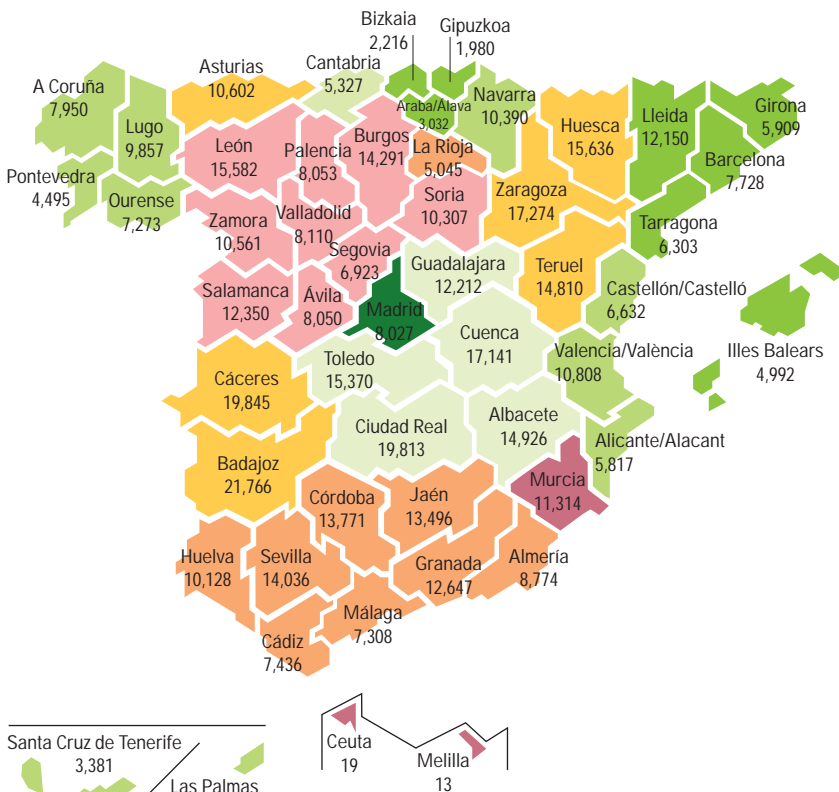 Bizkaia
2,216
Gipuzkoa
1,980
Asturias
10,602
Cantabria
5,327
A Coruña
7,950
Lugo
9,857
Araba/Álava
3,032
Navarra
10,390
Huesca
15,636
Lleida
12,150
Girona
5,909
León
15,582
Palencia
8,053
Burgos
14,291
La Rioja
5,045
Barcelona
7,728
Pontevedra
4,495
Ourense
7,273
Zamora
10,561
Valladolid
8,110
Soria
10,307
Zaragoza
17,274
Tarragona
6,303
Segovia
6,923
Guadalajara
12,212
Teruel
14,810
Salamanca
12,350
Ávila
8,050
Madrid
8,027
Castellón/Castelló
6,632
Cuenca
17,141
Toledo
15,370
Valencia/València
10,808
Illes Balears
4,992
Cáceres
19,845
Ciudad Real
19,813
Albacete
14,926
Alicante/Alacant
5,817
Badajoz
21,766
Murcia
11,314
Córdoba
13,771
Jaén
13,496
Huelva
10,128
Sevilla
14,036
Granada
12,647
Almería
8,774
Málaga
7,308
Cádiz
7,436
Santa Cruz de Tenerife
3,381
Las Palmas
Ceuta
19
Melilla
13